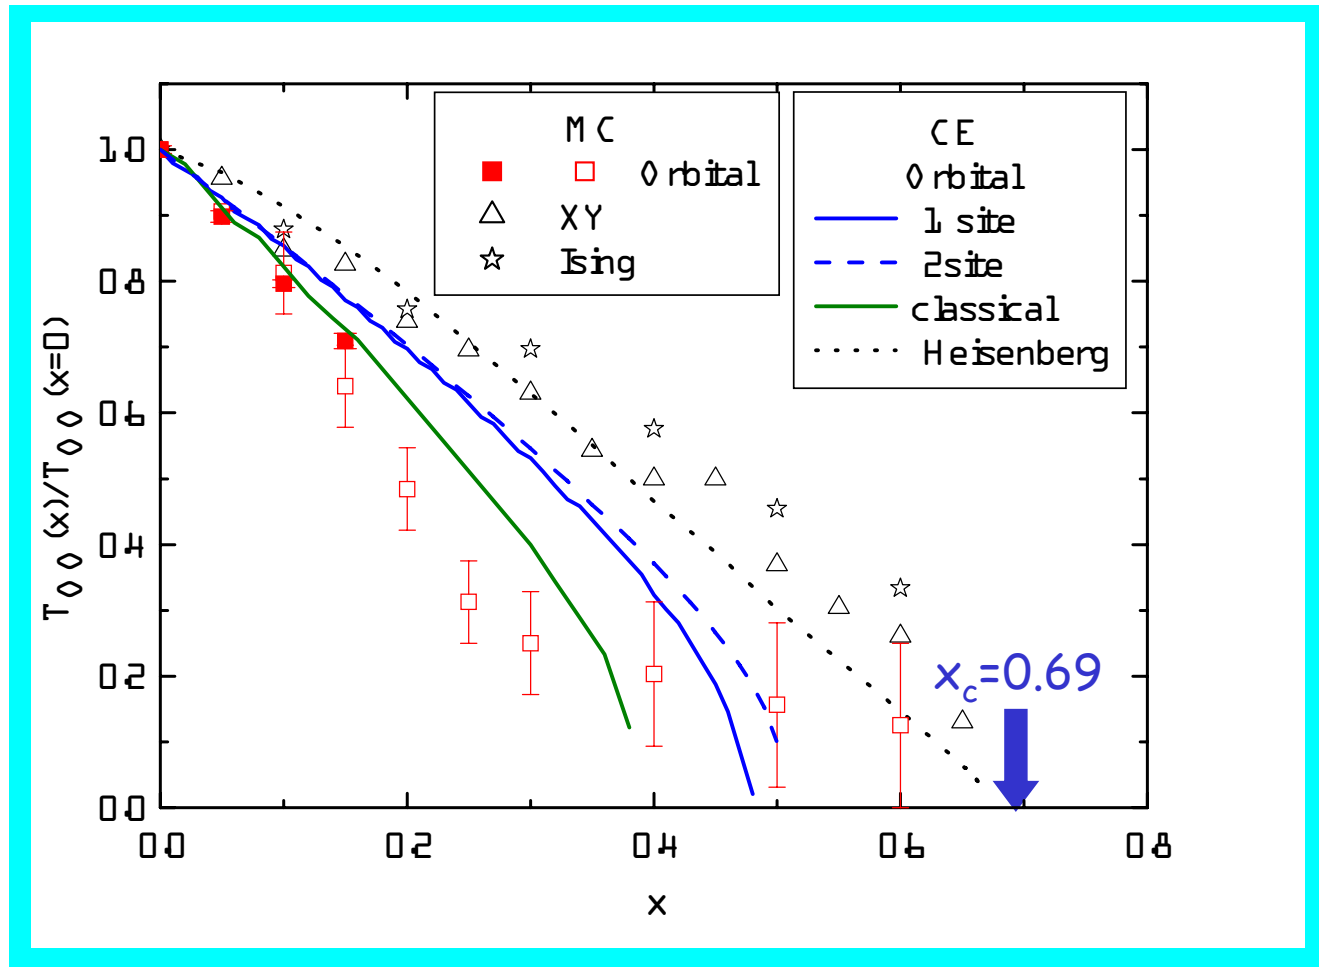 MC
Orbital
XY
Ising
CE
Orbital
1 site
2site
classical
Heisenberg
1.0
0.8
0.6
0.4
0.2
0.0
T_OO (x)/T_OO (x=0)
x_c=0.69
0.0 0.2 0.4 0.6 0.8
x